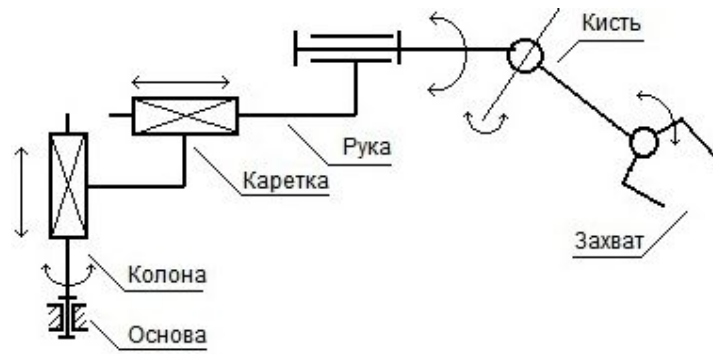 Кисть
Рука
Каретка
Захват
Колона
Основа